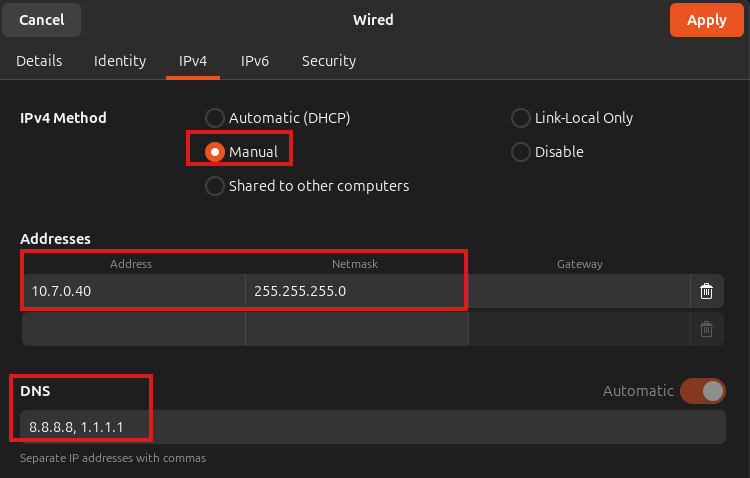 Cancel Wired Apply
Details Identity IPv4 IPv6 Security
IPv4 Method Automatic (DHCP) Link-Local Only
Manual Disable
Shared to other computers
Addresses
Address Netmask Gateway
10.7.0.40 255.255.255.0
DNS Automatic
8.8.8.8, 1.1.1.1
Separate IP addresses with commas